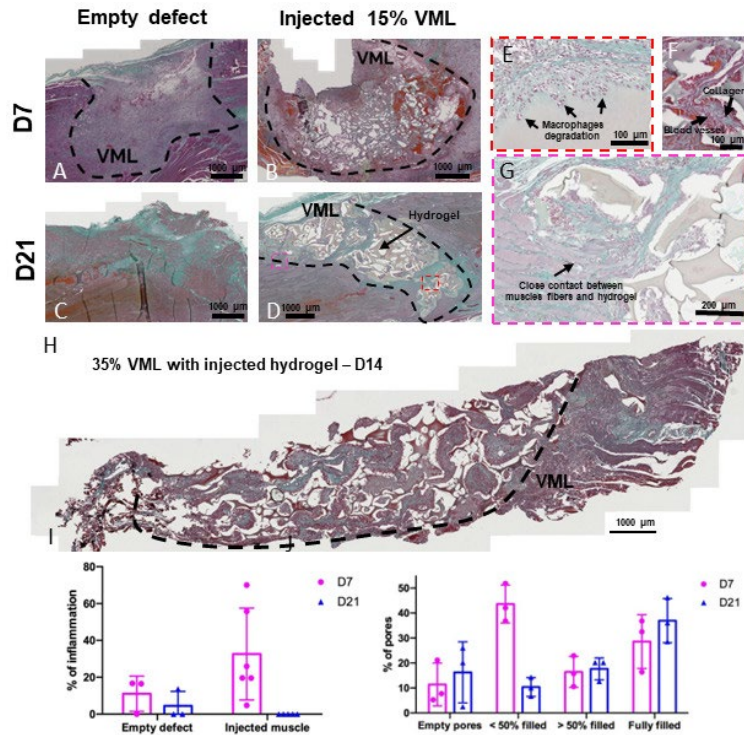 Empty defect
Injected 15% VML
D7
VML
A
1000 µm
VML
B
1000 µm
E
Macrophages
degradation
100 µm
F
Collagen
Blood vessel
100 µm
D21
C
1000 µm
VML
Hydrogel
D
1000 µm
G
Close contact between
muscles fibers and hydrogel
200 µm
H
35% VML with injected hydrogel – D14
VML
1000 µm
I
J
% of inflammation
80
60
40
20
0
Empty defect
Injected muscle
D7
D21
% of pores
50
40
30
20
10
0
Empty pores
< 50% filled
> 50% filled
Fully filled
D7
D21